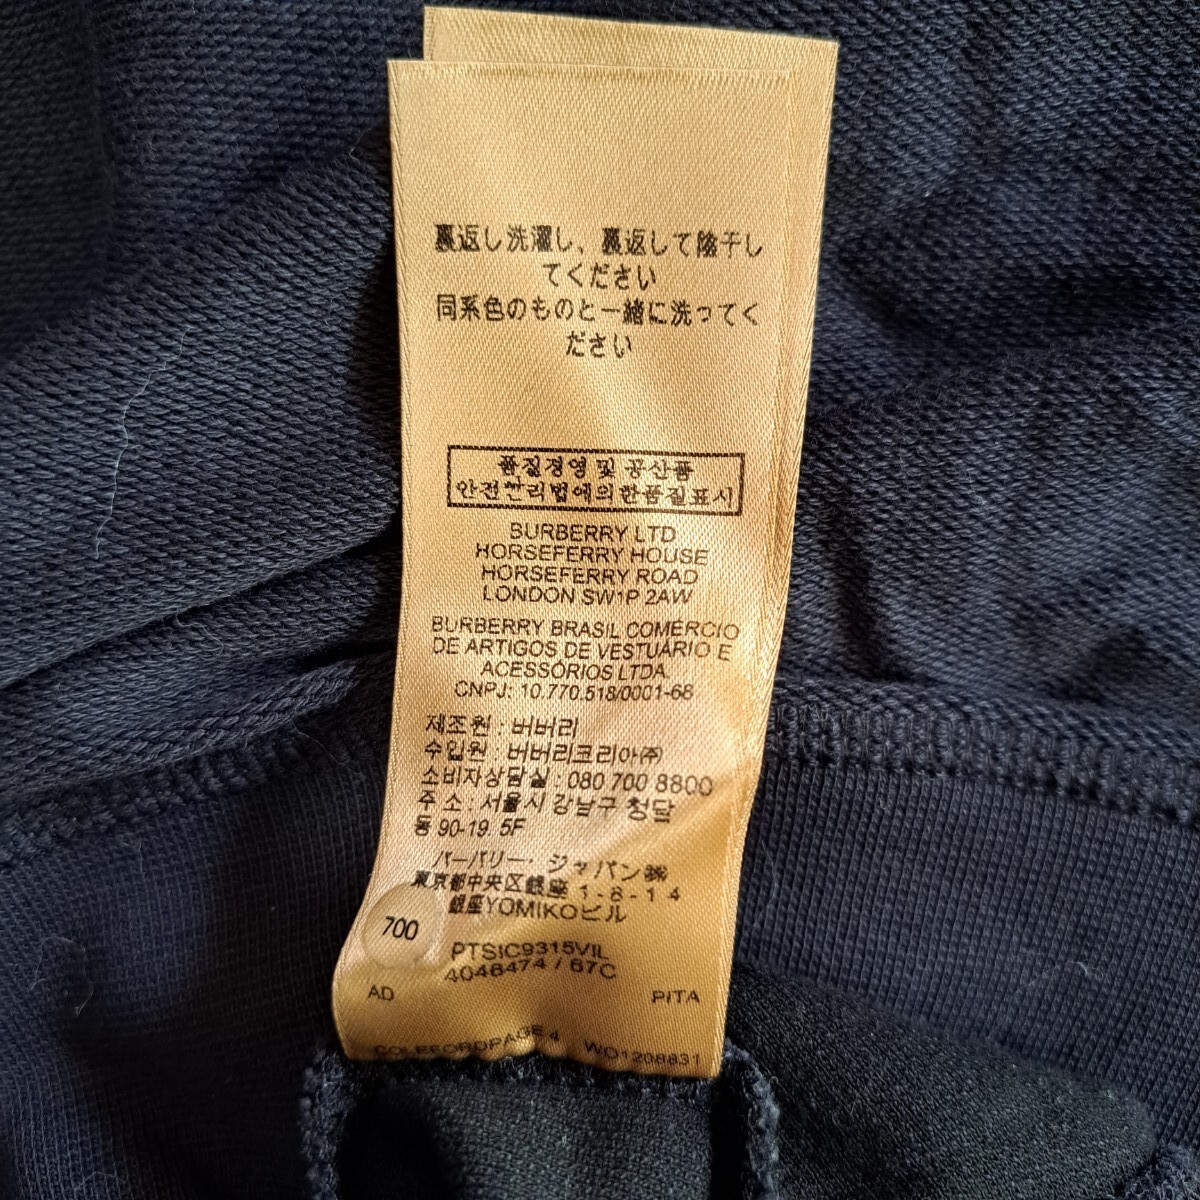 裏返し洗濯し、裏返して陰干し
てください
同系色のものと一緒に洗ってく
ださい
품질경영 및 공산품
안전관리법에의한품질표시
BURBERRY LTD
HORSEFERRY HOUSE
HORSEFERRY ROAD
LONDON SW1P 2AW
BURBERRY BRASIL COMÉRCIO
DE ARTIGOS DE VESTUÁRIO E
ACESSÓRIOS LTDA.
CNPJ: 10.770.518/0001-68
제조원 : 버버리
수입원 : 버버리코리아㈜
소비자상담실 : 080 700 8800
주 소 : 서울시 강남구 청담
동 90-19 5F
バーバリー・ジャパン㈱
東京都中央区銀座 1-8-14
銀座YOMIKOビル
700
PTSIC9315VIL
4046474 / 67C
AD PITA
COLEFORDPAGE 4 WO1208831